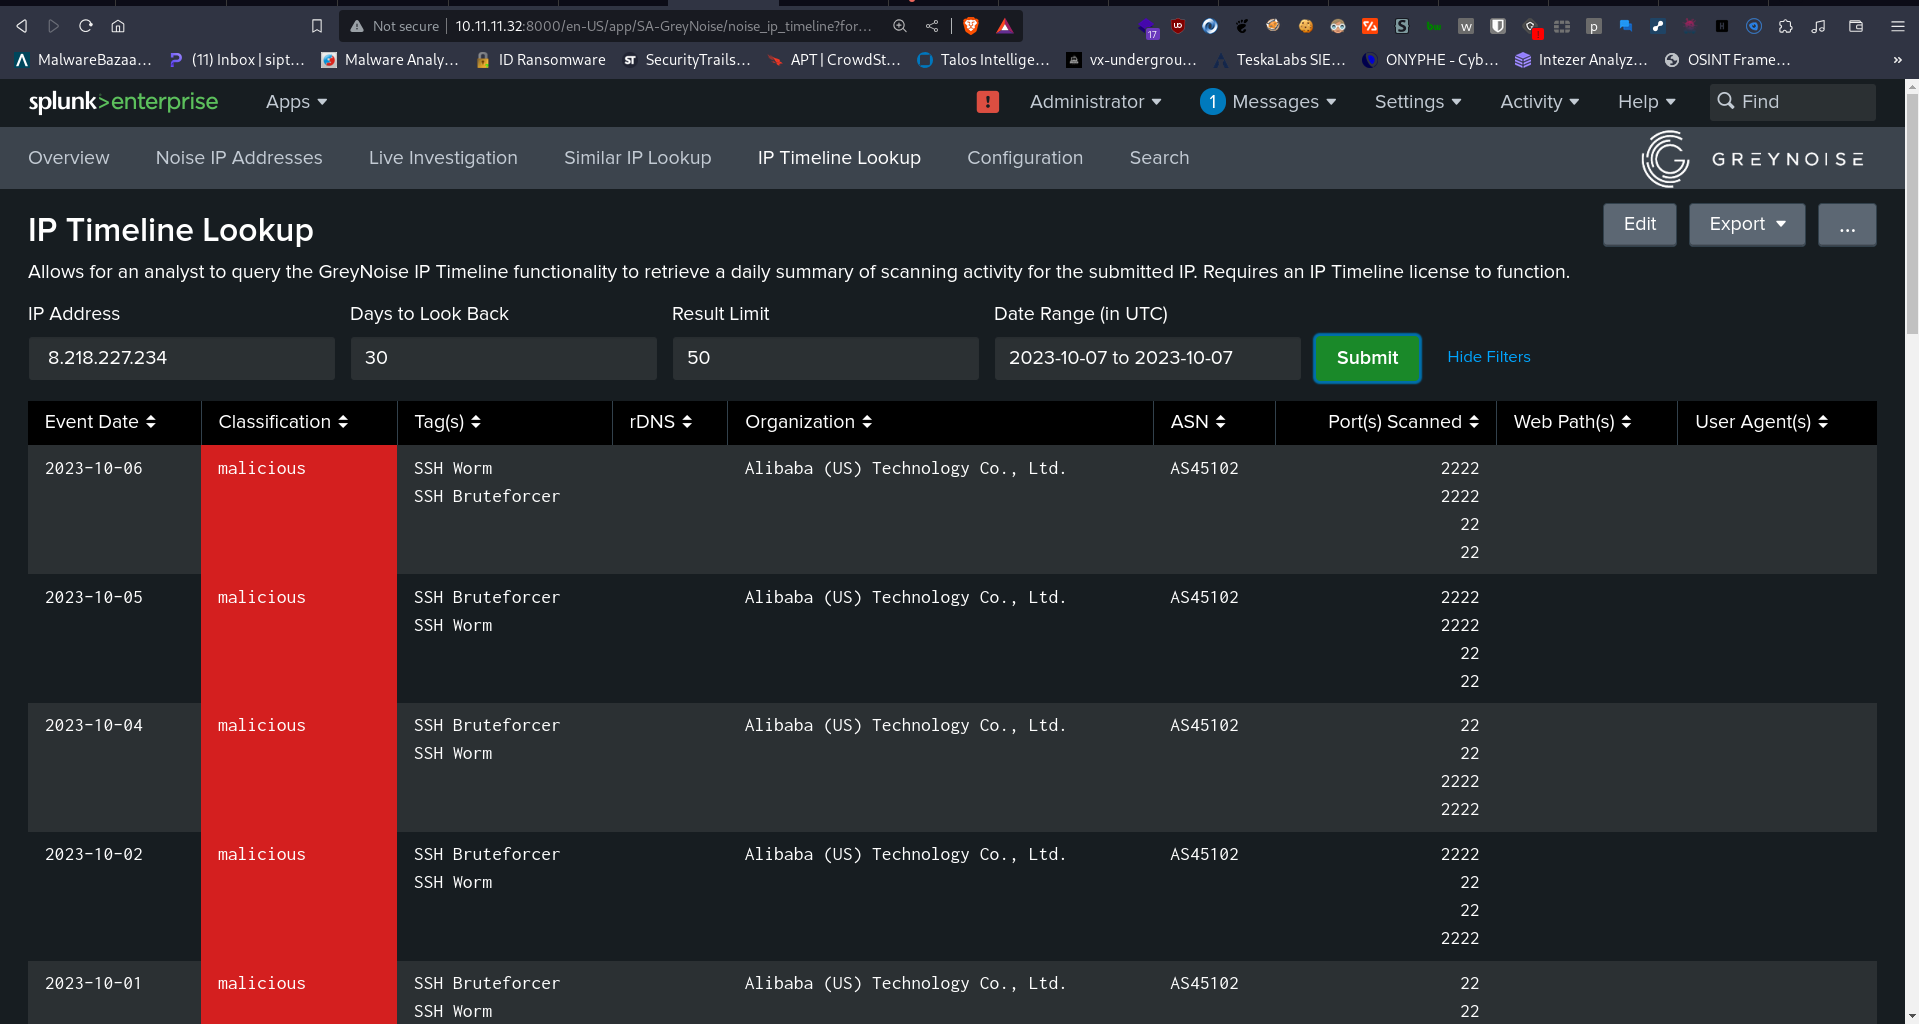 Not secure 10.11.11.32:8000/en-US/app/SA-GreyNoise/noise_ip_timeline?for...
17
MalwareBazaa... (11) Inbox | sipt... Malware Analy... ID Ransomware SecurityTrails... APT | CrowdSt... Talos Intellige... vx-undergrou... TeskaLabs SIE... ONYPHE - Cyb... Intezer Analyz... OSINT Frame... »
splunk>enterprise Apps ! Administrator 1 Messages Settings Activity Help Find
Overview Noise IP Addresses Live Investigation Similar IP Lookup IP Timeline Lookup Configuration Search GREYNOISE
IP Timeline Lookup Edit Export ...
Allows for an analyst to query the GreyNoise IP Timeline functionality to retrieve a daily summary of scanning activity for the submitted IP. Requires an IP Timeline license to function.
IP Address Days to Look Back Result Limit Date Range (in UTC)
8.218.227.234 30 50 2023-10-07 to 2023-10-07 Submit Hide Filters
Event Date Classification Tag(s) rDNS Organization ASN Port(s) Scanned Web Path(s) User Agent(s)
2023-10-06 malicious SSH Worm Alibaba (US) Technology Co., Ltd. AS45102 2222
SSH Bruteforcer 2222
22
22
2023-10-05 malicious SSH Bruteforcer Alibaba (US) Technology Co., Ltd. AS45102 2222
SSH Worm 2222
22
22
2023-10-04 malicious SSH Bruteforcer Alibaba (US) Technology Co., Ltd. AS45102 22
SSH Worm 22
2222
2222
2023-10-02 malicious SSH Bruteforcer Alibaba (US) Technology Co., Ltd. AS45102 2222
SSH Worm 22
22
2222
2023-10-01 malicious SSH Bruteforcer Alibaba (US) Technology Co., Ltd. AS45102 22
SSH Worm 22